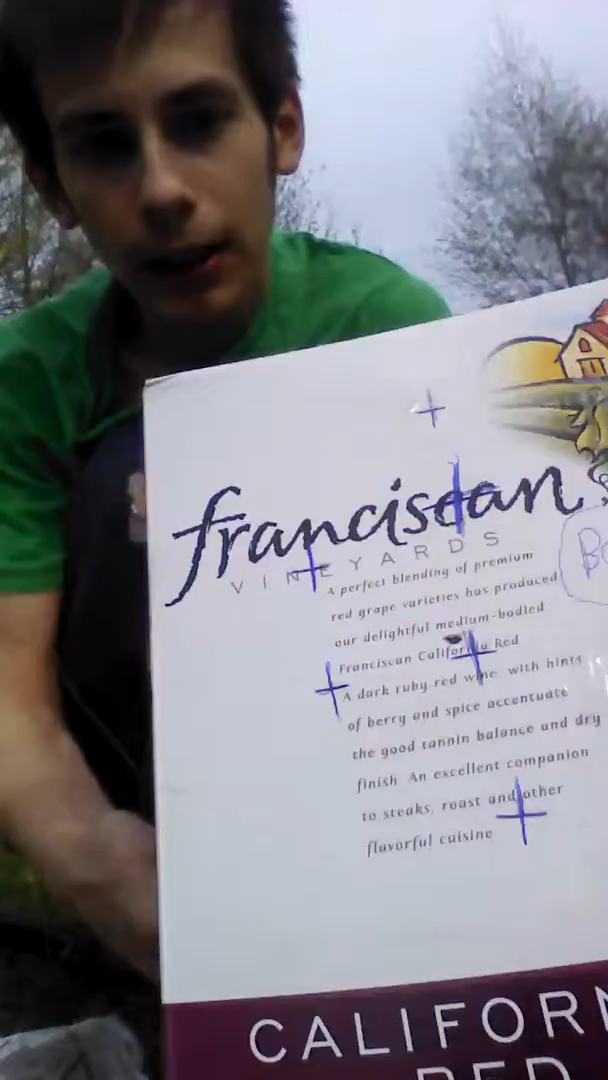 franciscan
VINEYARDS
A perfect blending of premium
red grape varieties has produced
our delightful medium-bodied
Franciscan California Red
A dark ruby red wine with hints
of berry and spice accentuate
the good tannin balance and dry
finish An excellent companion
to steaks, roast and other
flavorful cuisine
CALIFORN
RED